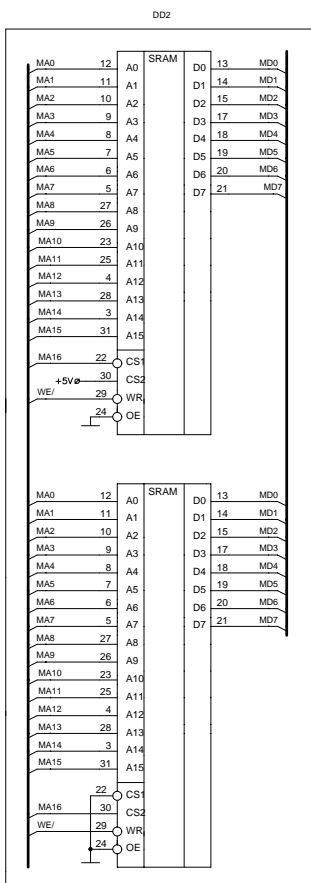 DD2
SRAM
MA0 12 A0 D0 13 MD0
MA1 11 A1 D1 14 MD1
MA2 10 A2 D2 15 MD2
MA3 9 A3 D3 17 MD3
MA4 8 A4 D4 18 MD4
MA5 7 A5 D5 19 MD5
MA6 6 A6 D6 20 MD6
MA7 5 A7 D7 21 MD7
MA8 27 A8
MA9 26 A9
MA10 23 A10
MA11 25 A11
MA12 4 A12
MA13 28 A13
MA14 3 A14
MA15 31 A15
MA16 22 CS1
+5V 30 CS2
WE/ 29 WR
24 OE
SRAM
MA0 12 A0 D0 13 MD0
MA1 11 A1 D1 14 MD1
MA2 10 A2 D2 15 MD2
MA3 9 A3 D3 17 MD3
MA4 8 A4 D4 18 MD4
MA5 7 A5 D5 19 MD5
MA6 6 A6 D6 20 MD6
MA7 5 A7 D7 21 MD7
MA8 27 A8
MA9 26 A9
MA10 23 A10
MA11 25 A11
MA12 4 A12
MA13 28 A13
MA14 3 A14
MA15 31 A15
22 CS1
MA16 30 CS2
WE/ 29 WR
24 OE